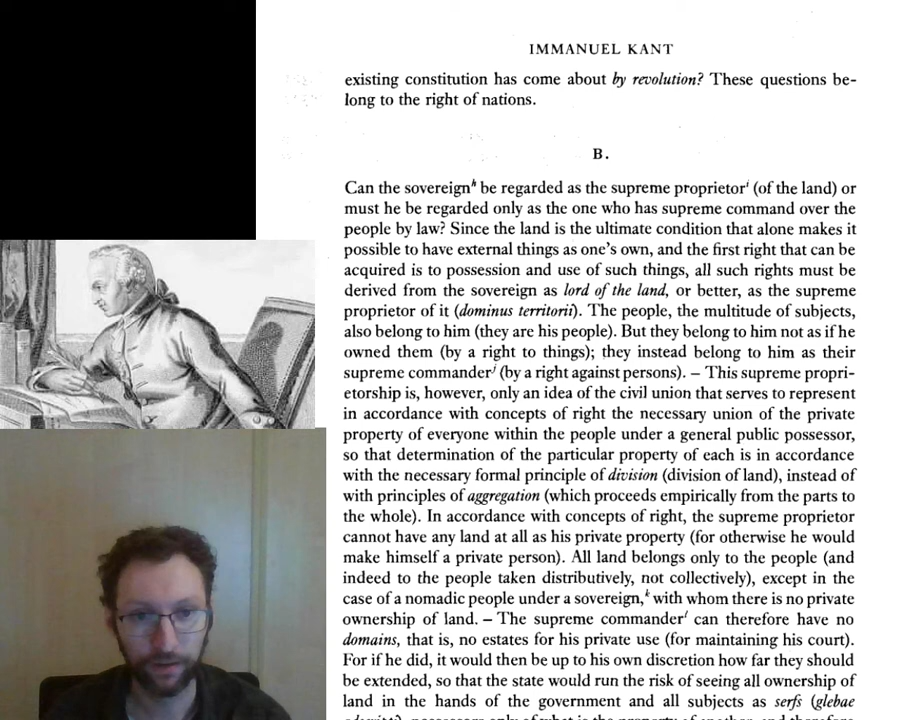 IMMANUEL KANT
existing constitution has come about by revolution? These questions be-
long to the right of nations.
B.
Can the sovereignʰ be regarded as the supreme proprietorⁱ (of the land) or
must he be regarded only as the one who has supreme command over the
people by law? Since the land is the ultimate condition that alone makes it
possible to have external things as one's own, and the first right that can be
acquired is to possession and use of such things, all such rights must be
derived from the sovereign as lord of the land, or better, as the supreme
proprietor of it (dominus territorii). The people, the multitude of subjects,
also belong to him (they are his people). But they belong to him not as if he
owned them (by a right to things); they instead belong to him as their
supreme commanderʲ (by a right against persons). – This supreme propri-
etorship is, however, only an idea of the civil union that serves to represent
in accordance with concepts of right the necessary union of the private
property of everyone within the people under a general public possessor,
so that determination of the particular property of each is in accordance
with the necessary formal principle of division (division of land), instead of
with principles of aggregation (which proceeds empirically from the parts to
the whole). In accordance with concepts of right, the supreme proprietor
cannot have any land at all as his private property (for otherwise he would
make himself a private person). All land belongs only to the people (and
indeed to the people taken distributively, not collectively), except in the
case of a nomadic people under a sovereign,ᵏ with whom there is no private
ownership of land. – The supreme commanderˡ can therefore have no
domains, that is, no estates for his private use (for maintaining his court).
For if he did, it would then be up to his own discretion how far they should
be extended, so that the state would run the risk of seeing all ownership of
land in the hands of the government and all subjects as serfs (glebae